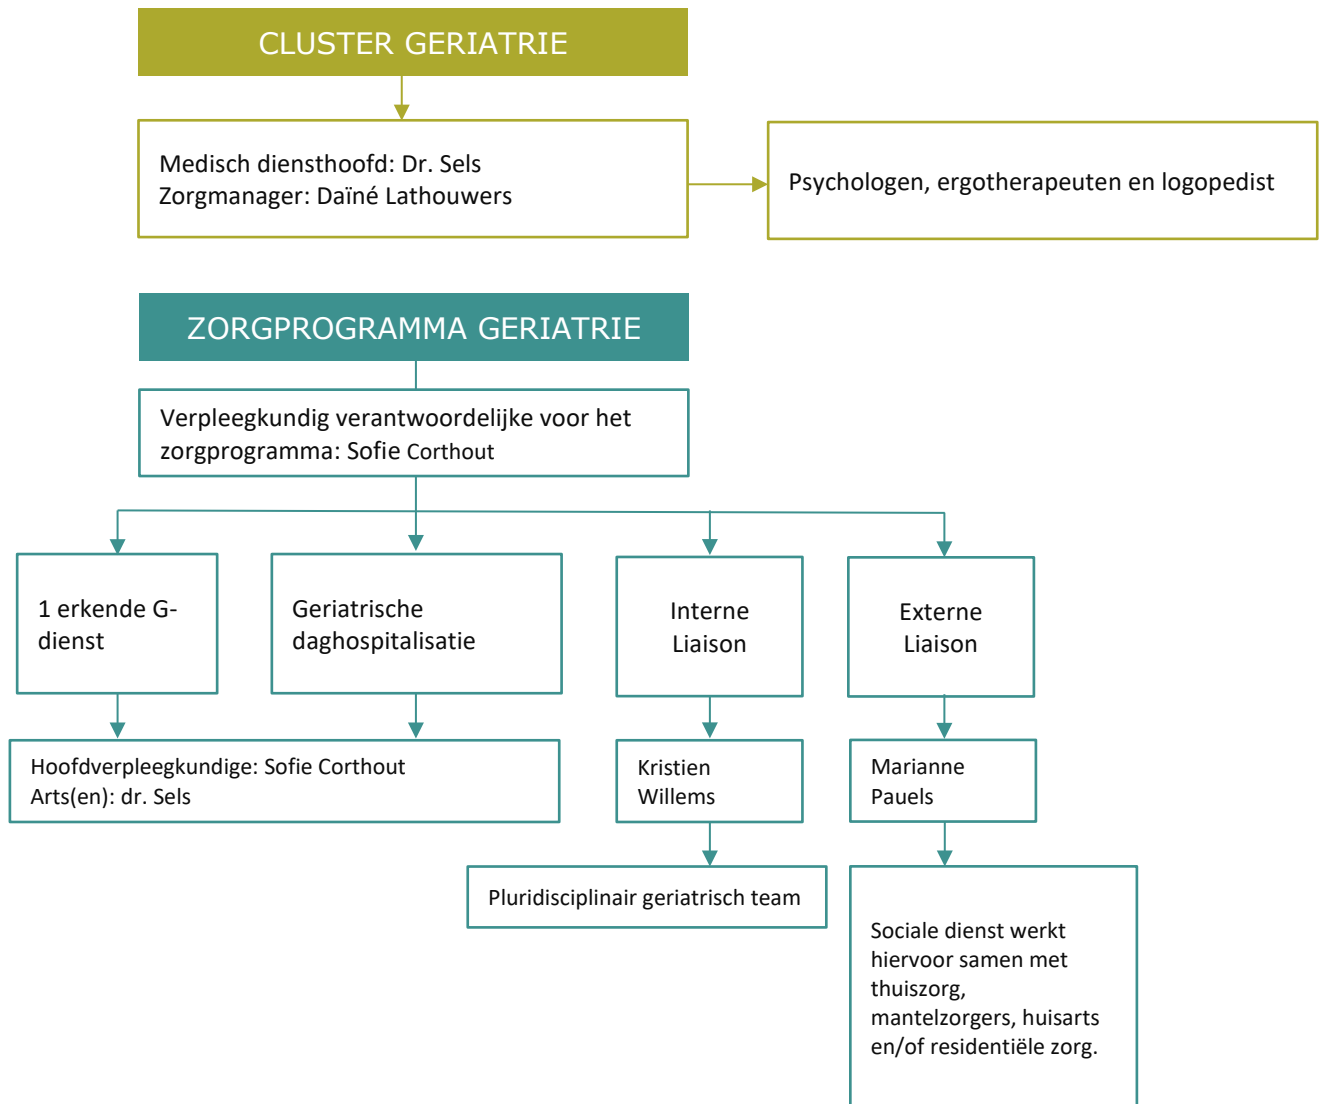 CLUSTER GERIATRIE
Medisch diensthoofd: Dr. Sels
Zorgmanager: Daïné Lathouwers
Psychologen, ergotherapeuten en logopedist
ZORGPROGRAMMA GERIATRIE
Verpleegkundig verantwoordelijke voor het
zorgprogramma: Sofie Corthout
1 erkende G-
dienst
Geriatrische
daghospitalisatie
Interne
Liaison
Externe
Liaison
Hoofdverpleegkundige: Sofie Corthout
Arts(en): dr. Sels
Kristien
Willems
Marianne
Pauels
Pluridisciplinair geriatrisch team
Sociale dienst werkt
hiervoor samen met
thuiszorg,
mantelzorgers, huisarts
en/of residentiële zorg.